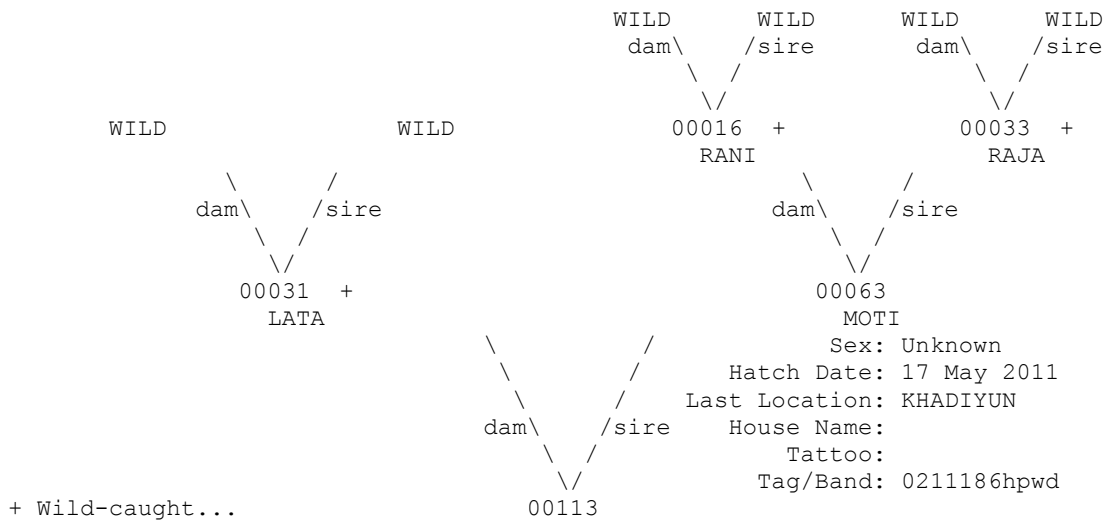 WILD WILD WILD WILD
dam\ /sire dam\ /sire
\ / \ /
\/ \/
WILD WILD 00016 + 00033 +
RANI RAJA
\ / \ /
dam\ /sire dam\ /sire
\ / \ /
\/ \/
00031 + 00063
LATA MOTI
\ / Sex: Unknown
\ / Hatch Date: 17 May 2011
\ / Last Location: KHADIYUN
dam\ /sire House Name:
\ / Tattoo:
\/ Tag/Band: 0211186hpwd
+ Wild-caught... 00113